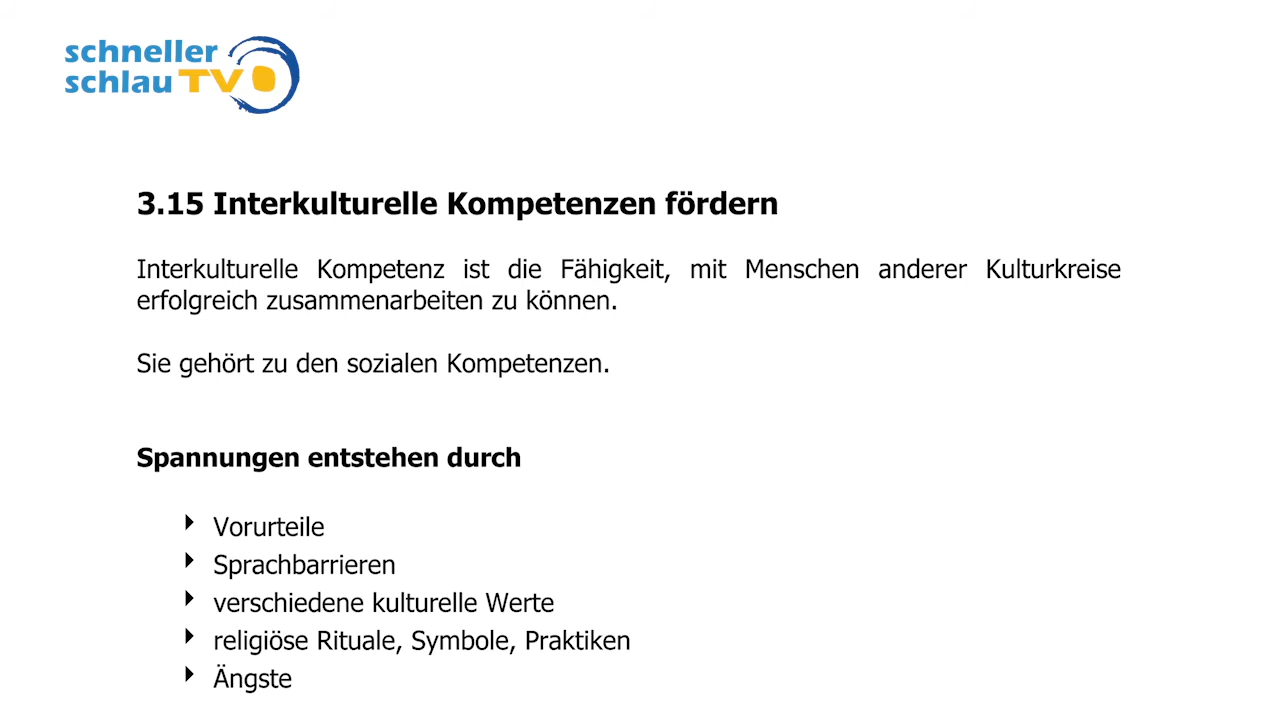 schneller
schlau TV
3.15 Interkulturelle Kompetenzen fördern
Interkulturelle Kompetenz ist die Fähigkeit, mit Menschen anderer Kulturkreise
erfolgreich zusammenarbeiten zu können.
Sie gehört zu den sozialen Kompetenzen.
Spannungen entstehen durch
Vorurteile
Sprachbarrieren
verschiedene kulturelle Werte
religiöse Rituale, Symbole, Praktiken
Ängste